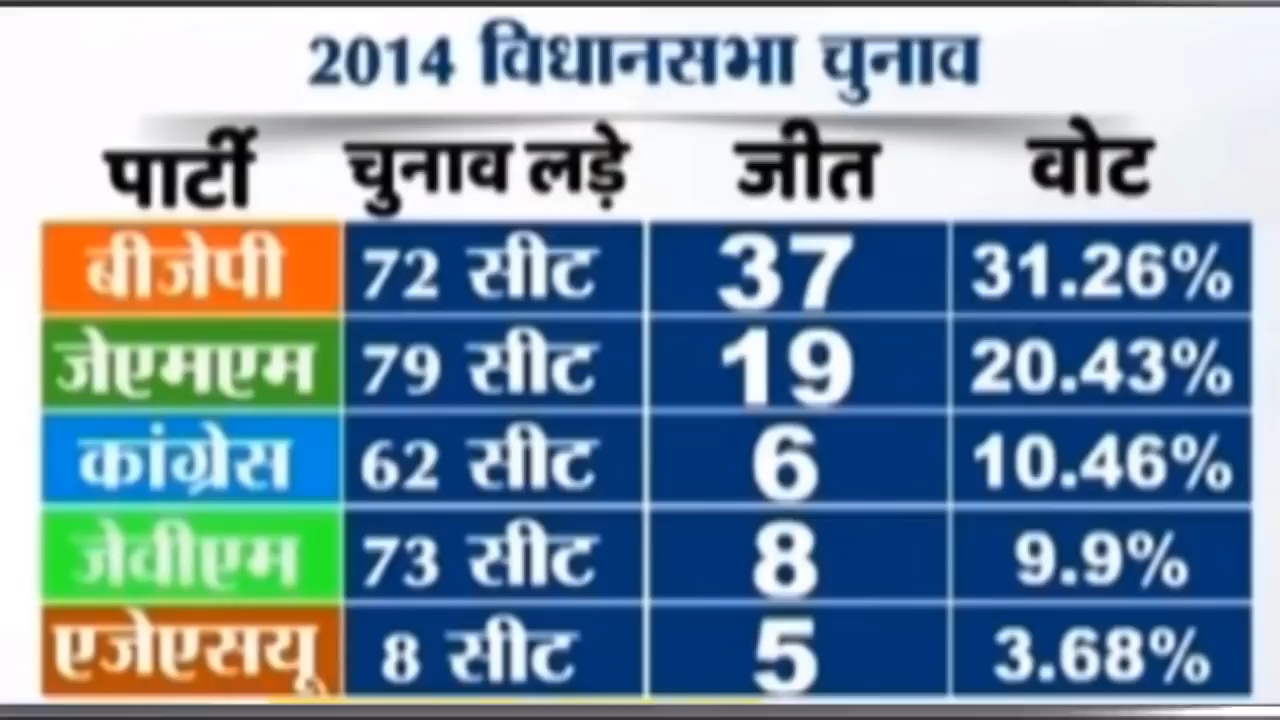 2014 विधानसभा चुनाव
पार्टी चुनाव लड़े जीत वोट
बीजेपी 72 सीट 37 31.26%
जेएमएम 79 सीट 19 20.43%
कांग्रेस 62 सीट 6 10.46%
जेवीएम 73 सीट 8 9.9%
एजेएसयू 8 सीट 5 3.68%